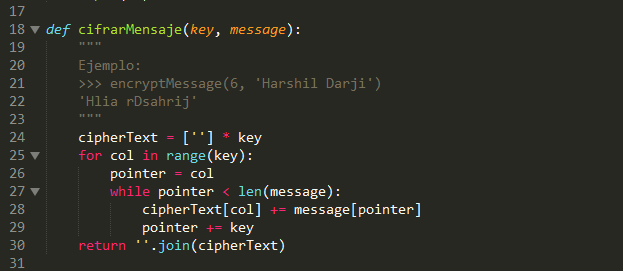 17
18 def cifrarMensaje(key, message):
19 """
20 Ejemplo:
21 >>> encryptMessage(6, 'Harshil Darji')
22 'Hlia rDsahrij'
23 """
24 cipherText = [''] * key
25 for col in range(key):
26 pointer = col
27 while pointer < len(message):
28 cipherText[col] += message[pointer]
29 pointer += key
30 return ''.join(cipherText)
31